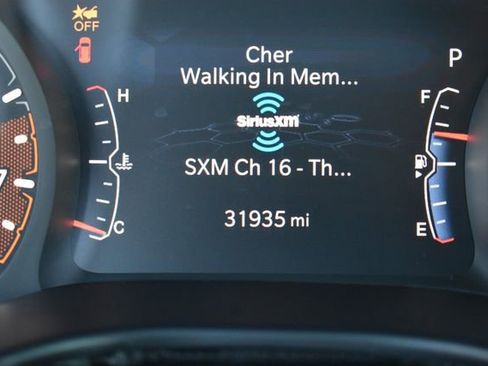 OFF
Cher
P
Walking In Mem...
H
F
SiriusXM
SXM Ch 16 - Th...
31935 mi
C
E